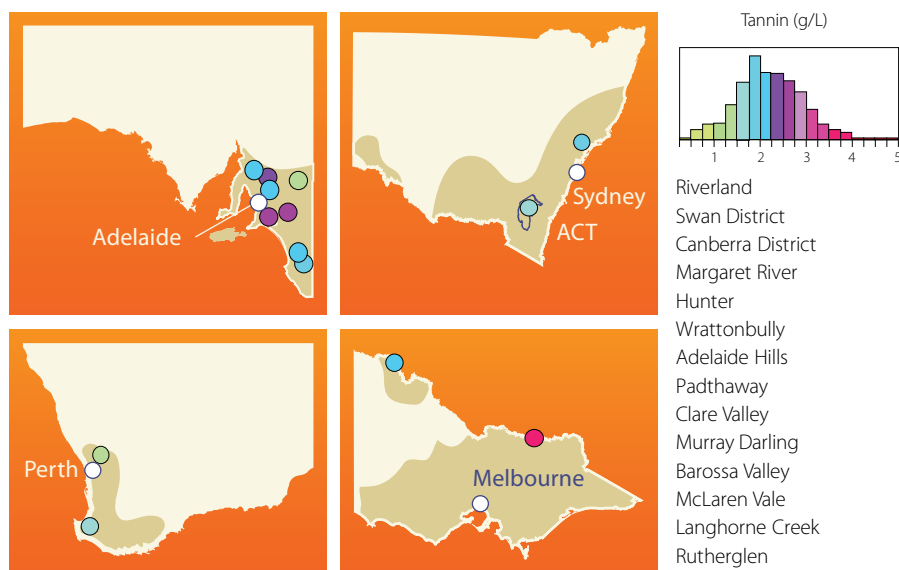 Adelaide
Sydney
ACT
Perth
Melbourne
Tannin (g/L)
1 2 3 4 5
Riverland
Swan District
Canberra District
Margaret River
Hunter
Wrattonbully
Adelaide Hills
Padthaway
Clare Valley
Murray Darling
Barossa Valley
McLaren Vale
Langhorne Creek
Rutherglen